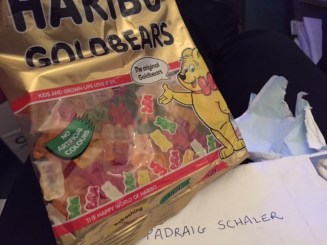 HARIBO
GOLDBEARS
The original
Goldbears
KIDS AND GROWN-UPS LOVE IT SO,
NO
ARTIFICIAL
COLOURS
THE HAPPY WORLD OF HARIBO
PADRAIG SCHALER